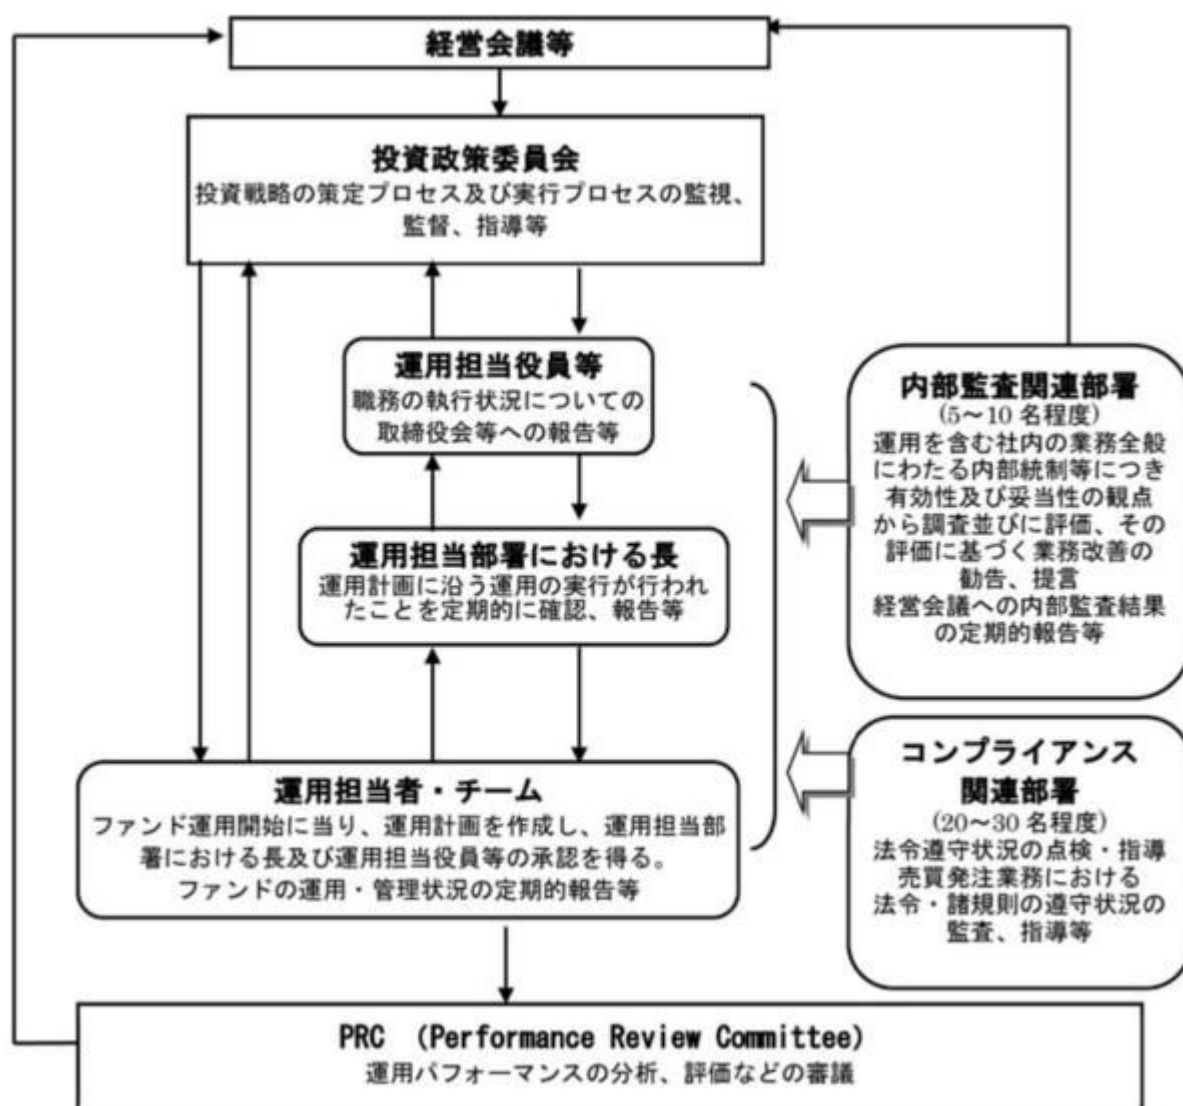 経営会議等
投資政策委員会
投資戦略の策定プロセス及び実行プロセスの監視、
監督、指導等
運用担当役員等
職務の執行状況についての
取締役会等への報告等
運用担当部署における長
運用計画に沿う運用の実行が行われ
たことを定期的に確認、報告等
運用担当者・チーム
ファンド運用開始に当り、運用計画を作成し、運用担当部
署における長及び運用担当役員等の承認を得る。
ファンドの運用・管理状況の定期的報告等
内部監査関連部署
(5～10 名程度)
運用を含む社内の業務全般
にわたる内部統制等につき
有効性及び妥当性の観点
から調査並びに評価、その
評価に基づく業務改善の
勧告、提言
経営会議への内部監査結果
の定期的報告等
コンプライアンス
関連部署
(20～30 名程度)
法令遵守状況の点検・指導
売買発注業務における
法令・諸規則の遵守状況の
監査、指導等
PRC （Performance Review Committee)
運用パフォーマンスの分析、評価などの審議